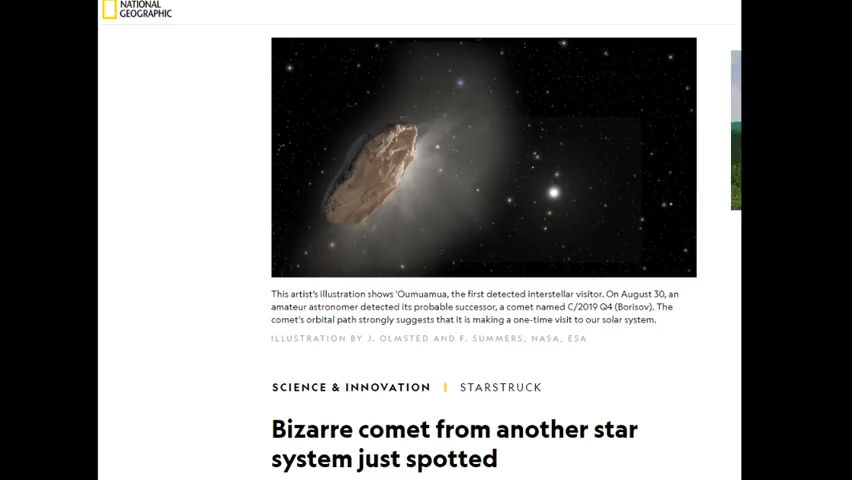 NATIONAL
GEOGRAPHIC
This artist's illustration shows 'Oumuamua, the first detected interstellar visitor. On August 30, an
amateur astronomer detected its probable successor, a comet named C/2019 Q4 (Borisov). The
comet's orbital path strongly suggests that it is making a one-time visit to our solar system.
ILLUSTRATION BY J. OLMSTED AND F. SUMMERS, NASA, ESA
SCIENCE & INNOVATION | STARSTRUCK
Bizarre comet from another star
system just spotted